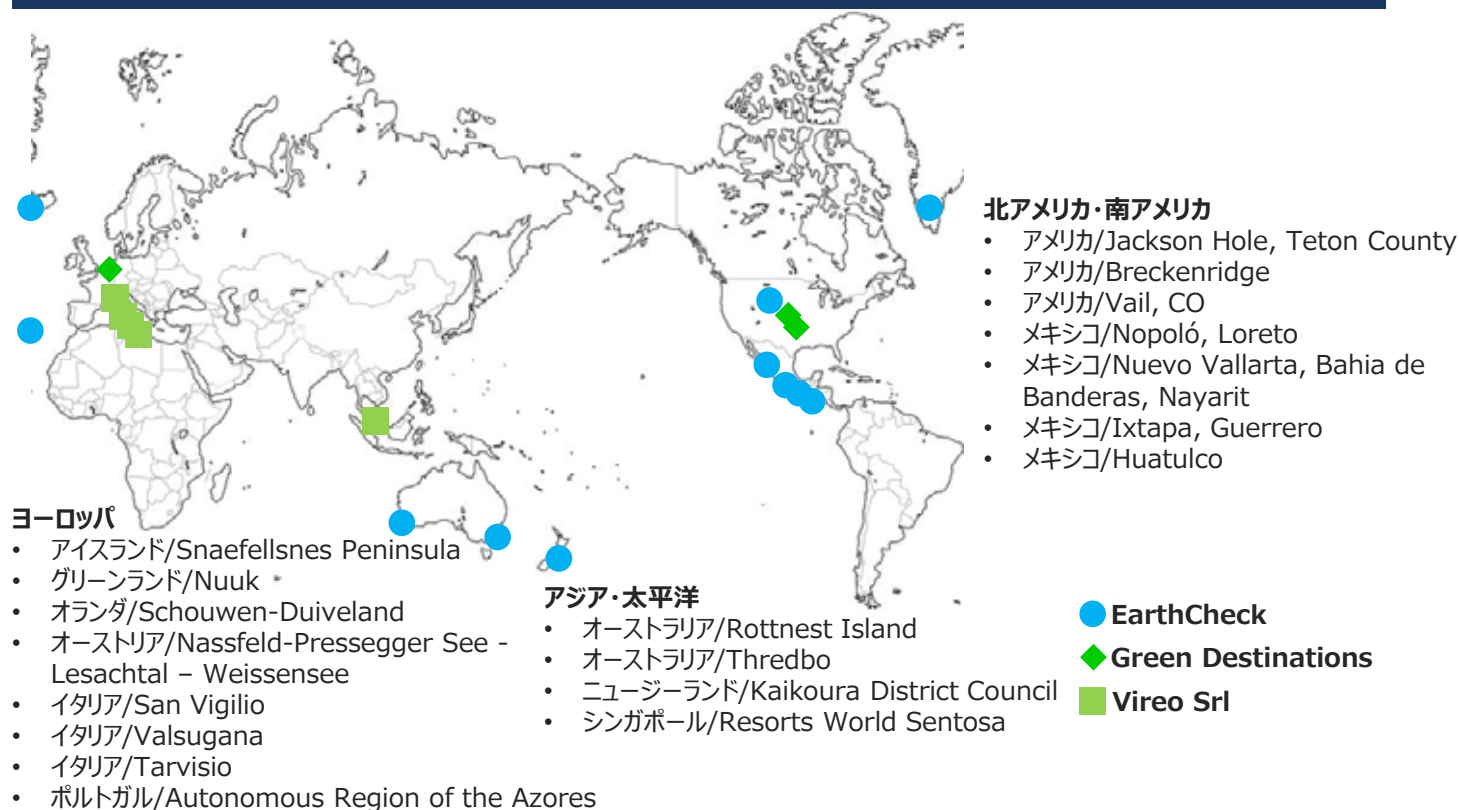 北アメリカ・南アメリカ
• アメリカ/Jackson Hole, Teton County
• アメリカ/Breckenridge
• アメリカ/Vail, CO
• メキシコ/Nopoló, Loreto
• メキシコ/Nuevo Vallarta, Bahia de
Banderas, Nayarit
• メキシコ/Ixtapa, Guerrero
• メキシコ/Huatulco
ヨーロッパ
• アイスランド/Snaefellsnes Peninsula
• グリーンランド/Nuuk
• オランダ/Schouwen-Duiveland
• オーストリア/Nassfeld-Pressegger See -
Lesachtal – Weissensee
• イタリア/San Vigilio
• イタリア/Valsugana
• イタリア/Tarvisio
• ポルトガル/Autonomous Region of the Azores
アジア・太平洋
• オーストラリア/Rottnest Island
• オーストラリア/Thredbo
• ニュージーランド/Kaikoura District Council
• シンガポール/Resorts World Sentosa
EarthCheck
Green Destinations
Vireo Srl